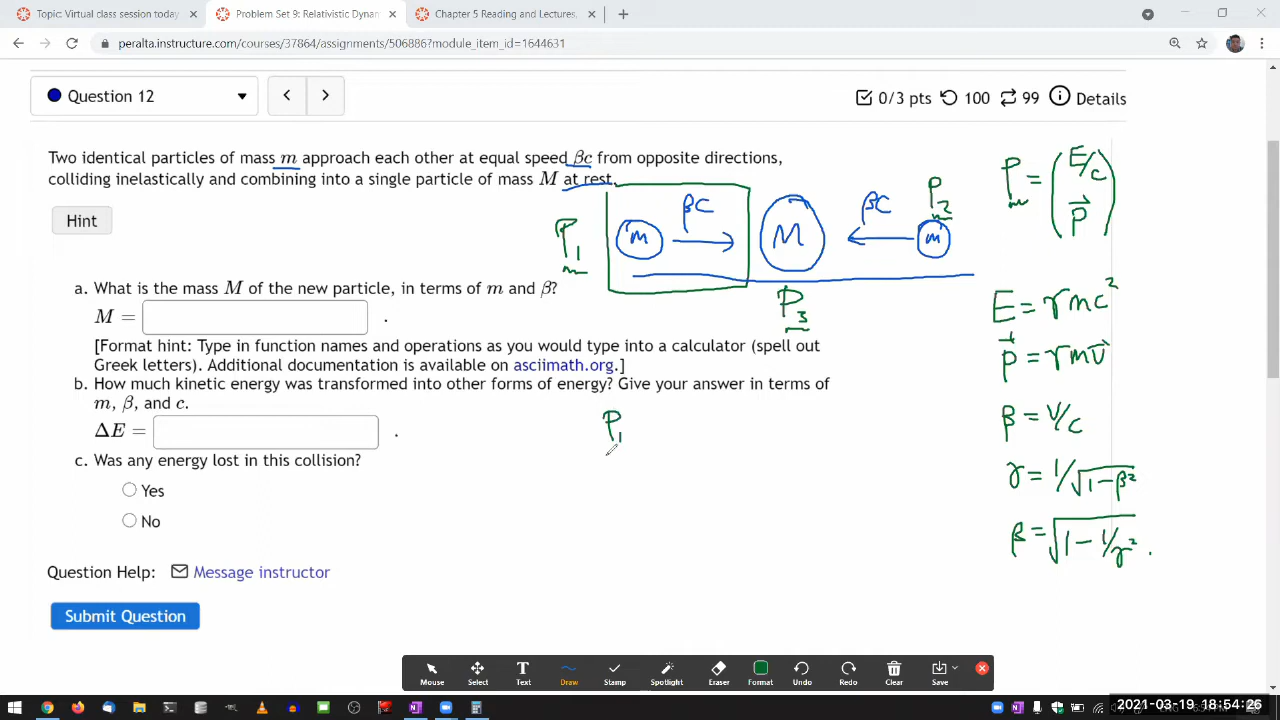 Topic: Virtual class session today
Problem Set 9: Relativistic Dyna
Chapter 5 Reading and Lectures,
peralta.instructure.com/courses/37864/assignments/506886?module_item_id=1644631
Question 12
0/3 pts 100 99 Details
Two identical particles of mass m approach each other at equal speed βc from opposite directions,
colliding inelastically and combining into a single particle of mass M at rest.
Hint
P1
m
βc
M
βc
P2
m
P3
P = (E/c
p⃗)
E = γmc²
p⃗ = γmv⃗
β = v/c
γ = 1/√1-β²
β = √1-1/γ².
a. What is the mass M of the new particle, in terms of m and β?
M = .
[Format hint: Type in function names and operations as you would type into a calculator (spell out
Greek letters). Additional documentation is available on asciimath.org.]
b. How much kinetic energy was transformed into other forms of energy? Give your answer in terms of
m, β, and c.
P1
ΔE = .
c. Was any energy lost in this collision?
Yes
No
Question Help: Message instructor
Submit Question
Mouse Select Text Draw Stamp Spotlight Eraser Format Undo Redo Clear Save
2021-03-19 18:54:26